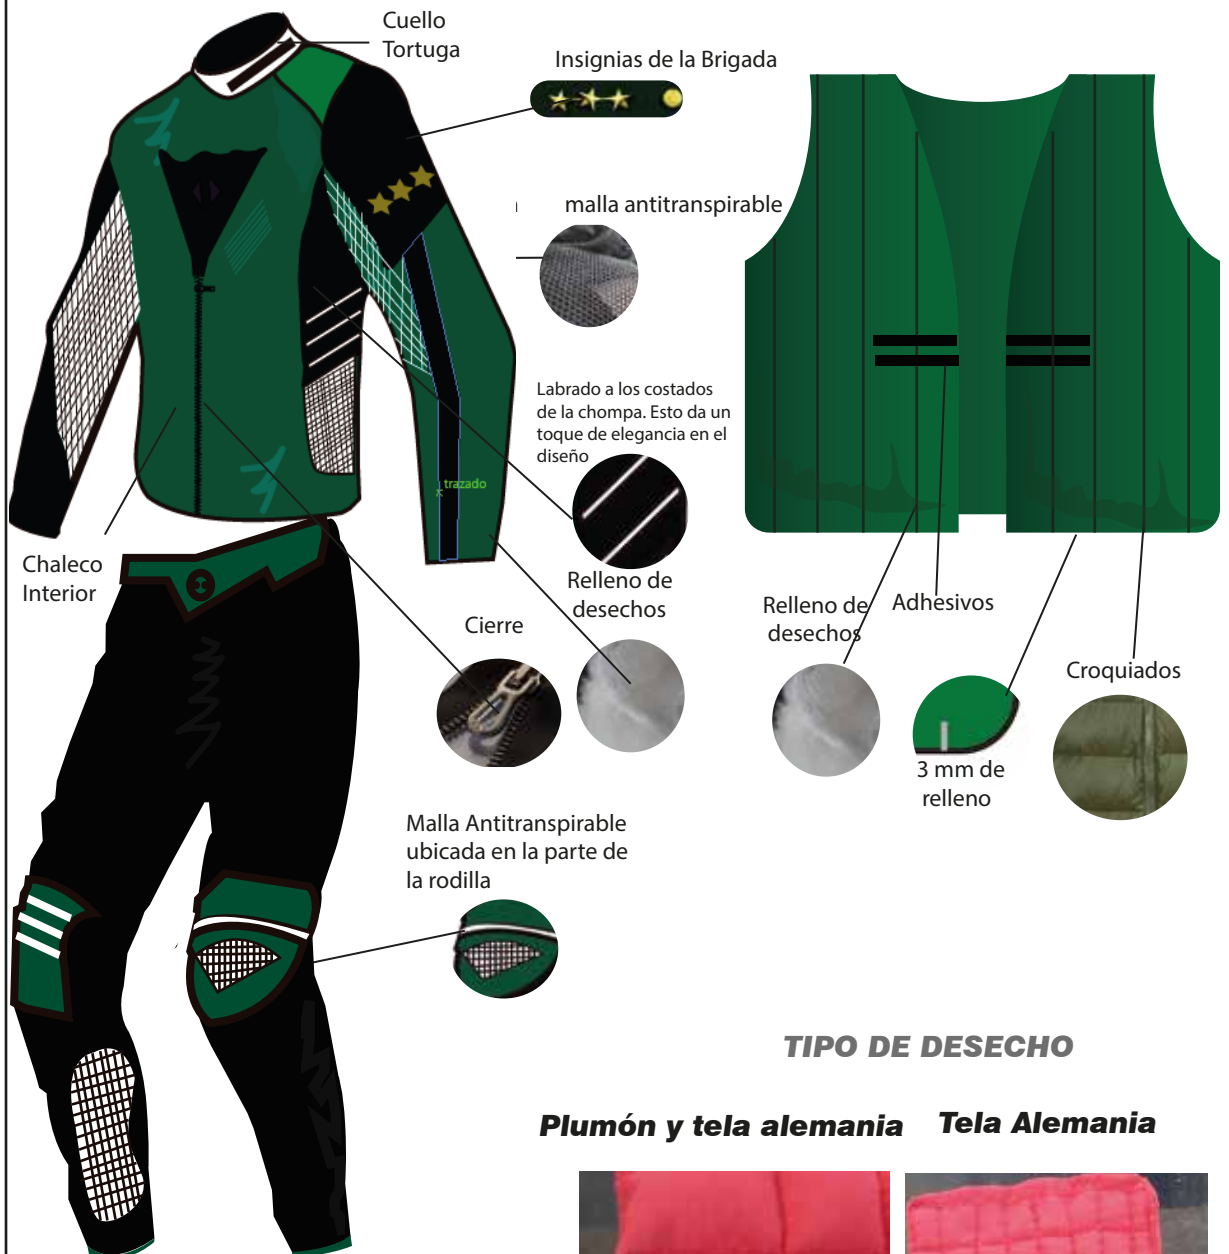 Cuello
Tortuga
Insignias de la Brigada
malla antitranspirable
Labrado a los costados
de la chompa. Esto da un
toque de elegancia en el
diseño
trazado
Chaleco
Interior
Relleno de
desechos
Cierre
Relleno de
desechos
Adhesivos
Croquiados
3 mm de
relleno
Malla Antitranspirable
ubicada en la parte de
la rodilla
TIPO DE DESECHO
Plumón y tela alemania
Tela Alemania